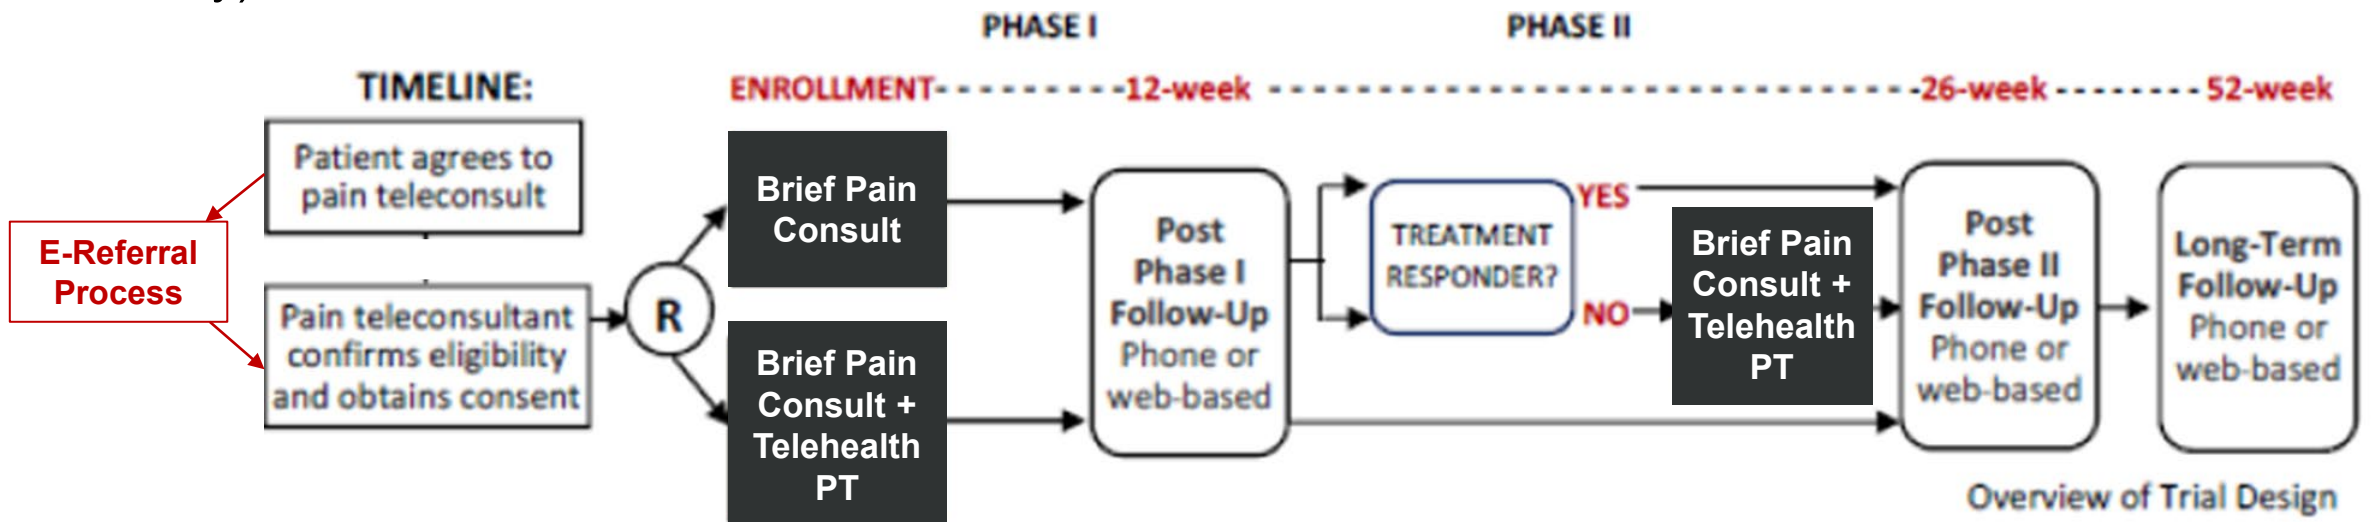 PHASE I
PHASE II
TIMELINE:
ENROLLMENT
12-week
26-week
52-week
Patient agrees to
pain teleconsult
E-Referral
Process
Pain teleconsultant
confirms eligibility
and obtains consent
R
Brief Pain
Consult
Brief Pain
Consult +
Telehealth
PT
Post
Phase I
Follow-Up
Phone or
web-based
TREATMENT
RESPONDER?
YES
NO
Brief Pain
Consult +
Telehealth
PT
Post
Phase II
Follow-Up
Phone or
web-based
Long-Term
Follow-Up
Phone or
web-based
Overview of Trial Design